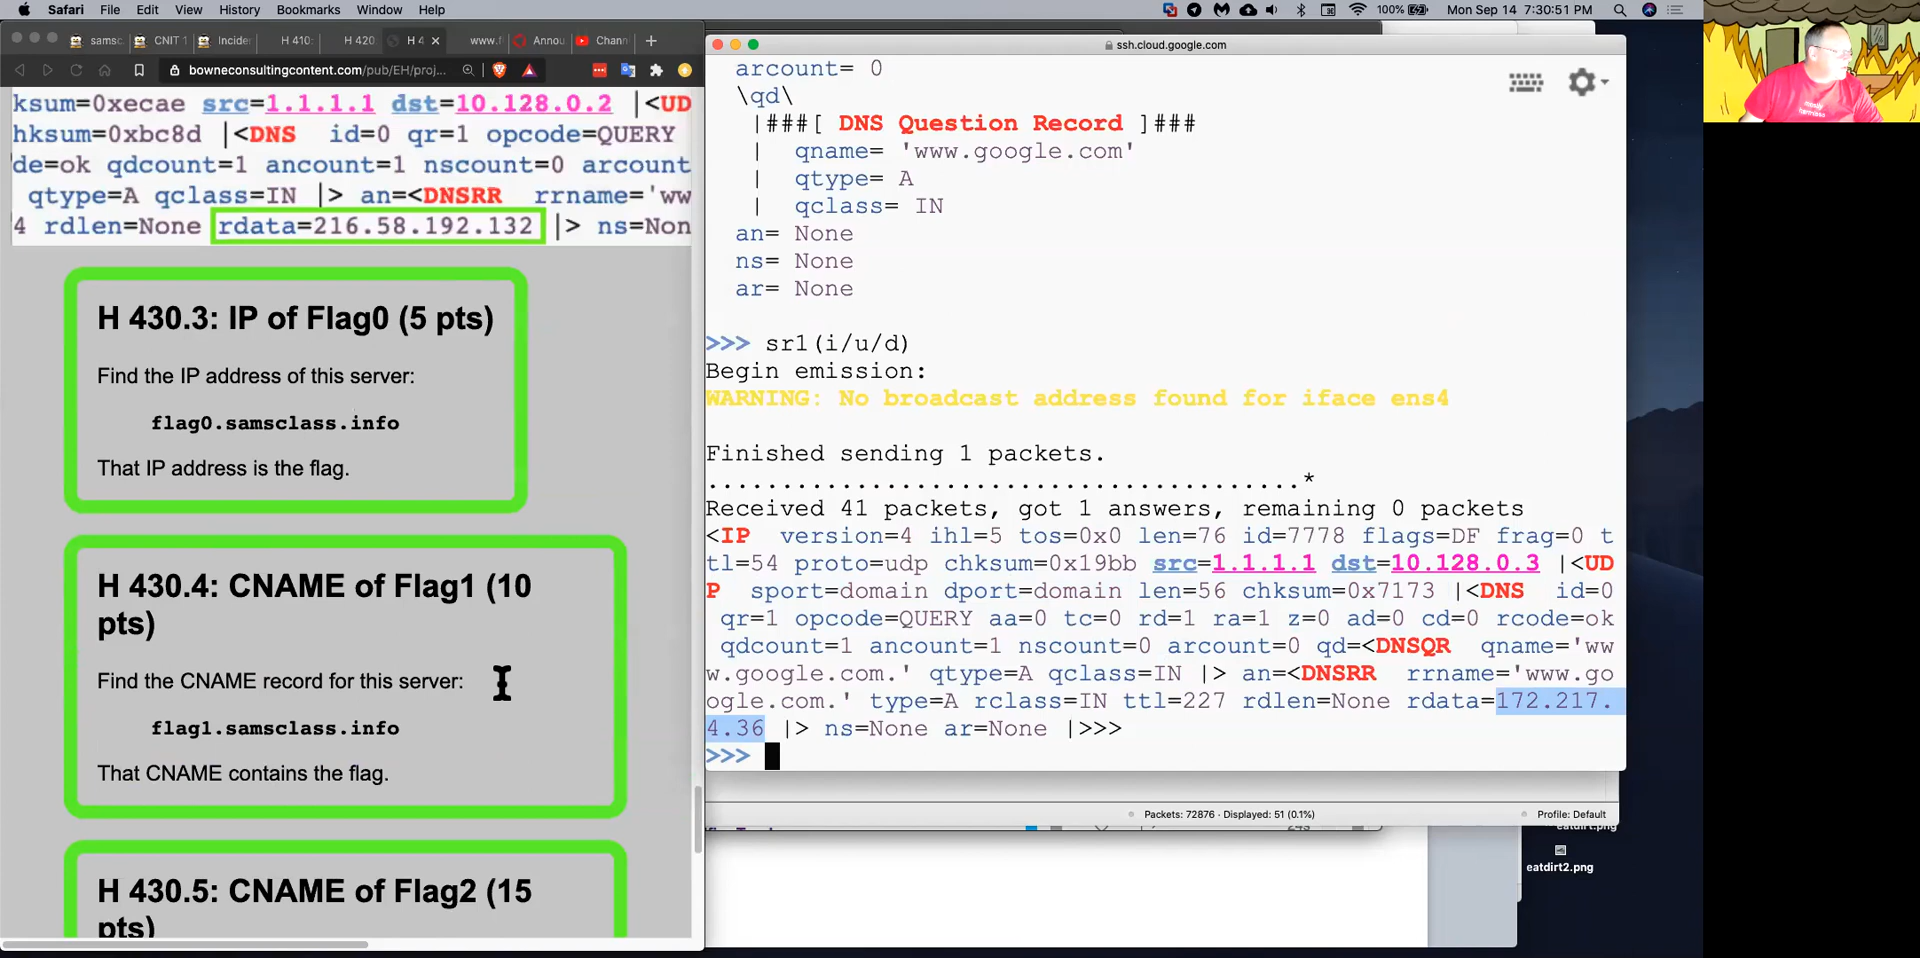 Safari File Edit View History Bookmarks Window Help
100% Mon Sep 14 7:30:51 PM
samsc CNIT 1 Incide H 410: H 420 H 4 www.f Annou Chann
bowneconsultingcontent.com/pub/EH/proj...
ksum=0xecae src=1.1.1.1 dst=10.128.0.2 |<UD
hksum=0xbc8d |<DNS id=0 qr=1 opcode=QUERY
de=ok qdcount=1 ancount=1 nscount=0 arcount
qtype=A qclass=IN |> an=<DNSRR rrname='ww
4 rdlen=None rdata=216.58.192.132 |> ns=Non
H 430.3: IP of Flag0 (5 pts)
Find the IP address of this server:
flag0.samsclass.info
That IP address is the flag.
H 430.4: CNAME of Flag1 (10
pts)
Find the CNAME record for this server:
flag1.samsclass.info
That CNAME contains the flag.
H 430.5: CNAME of Flag2 (15
pts)
ssh.cloud.google.com
arcount= 0
\qd\
|###[ DNS Question Record ]###
| qname= 'www.google.com'
| qtype= A
| qclass= IN
an= None
ns= None
ar= None
>>> sr1(i/u/d)
Begin emission:
WARNING: No broadcast address found for iface ens4
Finished sending 1 packets.
........................................*
Received 41 packets, got 1 answers, remaining 0 packets
<IP version=4 ihl=5 tos=0x0 len=76 id=7778 flags=DF frag=0 t
tl=54 proto=udp chksum=0x19bb src=1.1.1.1 dst=10.128.0.3 |<UD
P sport=domain dport=domain len=56 chksum=0x7173 |<DNS id=0
qr=1 opcode=QUERY aa=0 tc=0 rd=1 ra=1 z=0 ad=0 cd=0 rcode=ok
qdcount=1 ancount=1 nscount=0 arcount=0 qd=<DNSQR qname='ww
w.google.com.' qtype=A qclass=IN |> an=<DNSRR rrname='www.go
ogle.com.' type=A rclass=IN ttl=227 rdlen=None rdata=172.217.
4.36 |> ns=None ar=None |>>>
>>>
Packets: 72876 · Displayed: 51 (0.1%) Profile: Default
eatdirt.png
eatdirt2.png